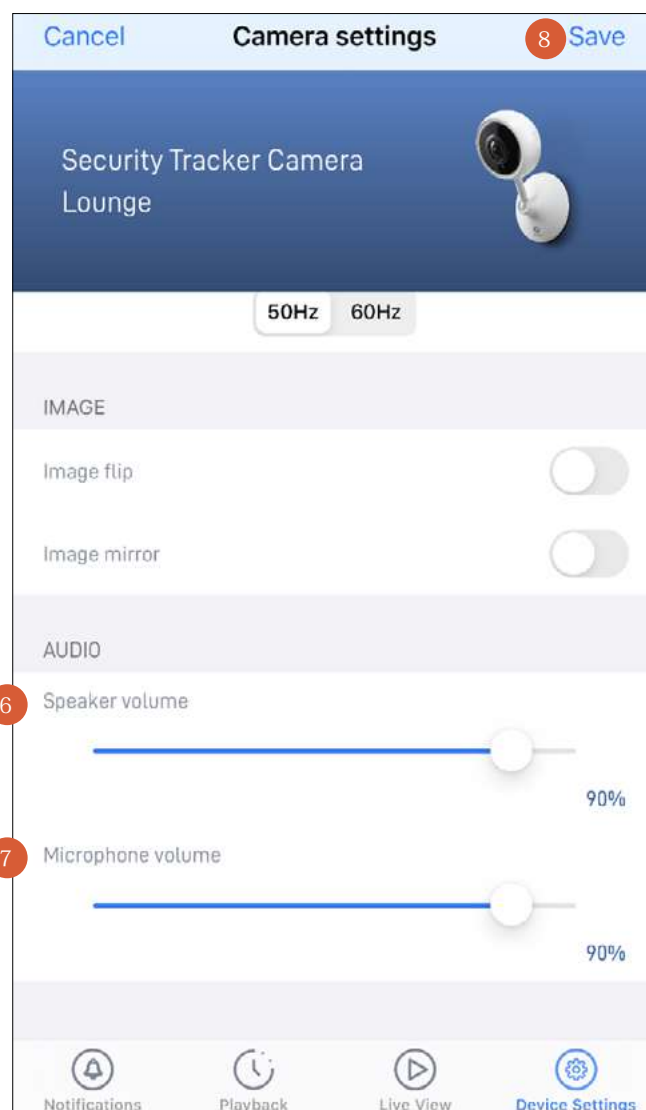 Cancel Camera settings 8 Save
Security Tracker Camera
Lounge
50Hz 60Hz
IMAGE
Image flip
Image mirror
AUDIO
6 Speaker volume
90%
7 Microphone volume
90%
Notifications Playback Live View Device Settings